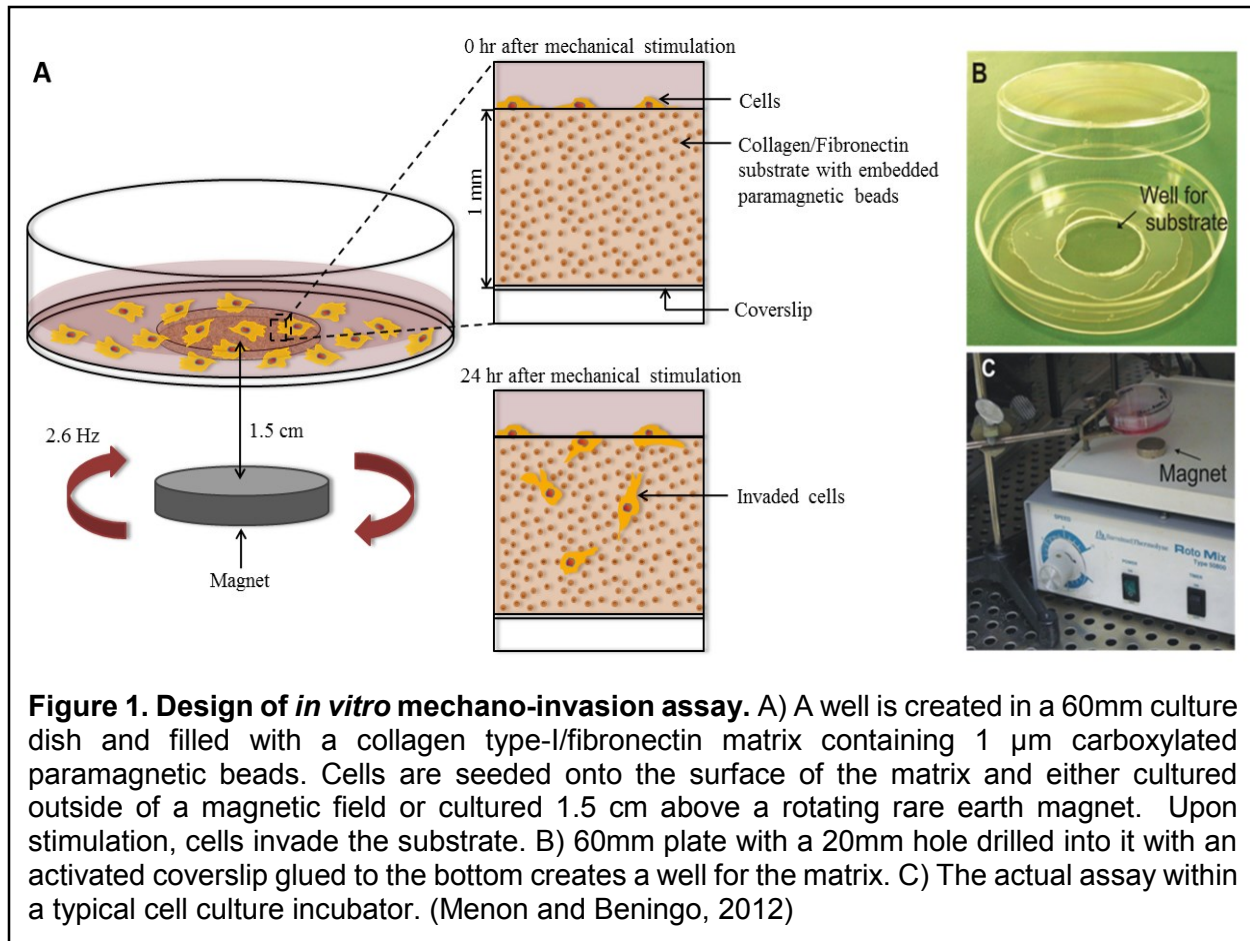 A
0 hr after mechanical stimulation
Cells
Collagen/Fibronectin
substrate with embedded
paramagnetic beads
1 mm
Coverslip
2.6 Hz
1.5 cm
Magnet
24 hr after mechanical stimulation
Invaded cells
B
Well for
substrate
C
Magnet
SPEED
POWER
TIMER
Roto Mix
Type 50800
Figure 1. Design of in vitro mechano-invasion assay. A) A well is created in a 60mm culture
dish and filled with a collagen type-I/fibronectin matrix containing 1 µm carboxylated
paramagnetic beads. Cells are seeded onto the surface of the matrix and either cultured
outside of a magnetic field or cultured 1.5 cm above a rotating rare earth magnet. Upon
stimulation, cells invade the substrate. B) 60mm plate with a 20mm hole drilled into it with an
activated coverslip glued to the bottom creates a well for the matrix. C) The actual assay within
a typical cell culture incubator. (Menon and Beningo, 2012)